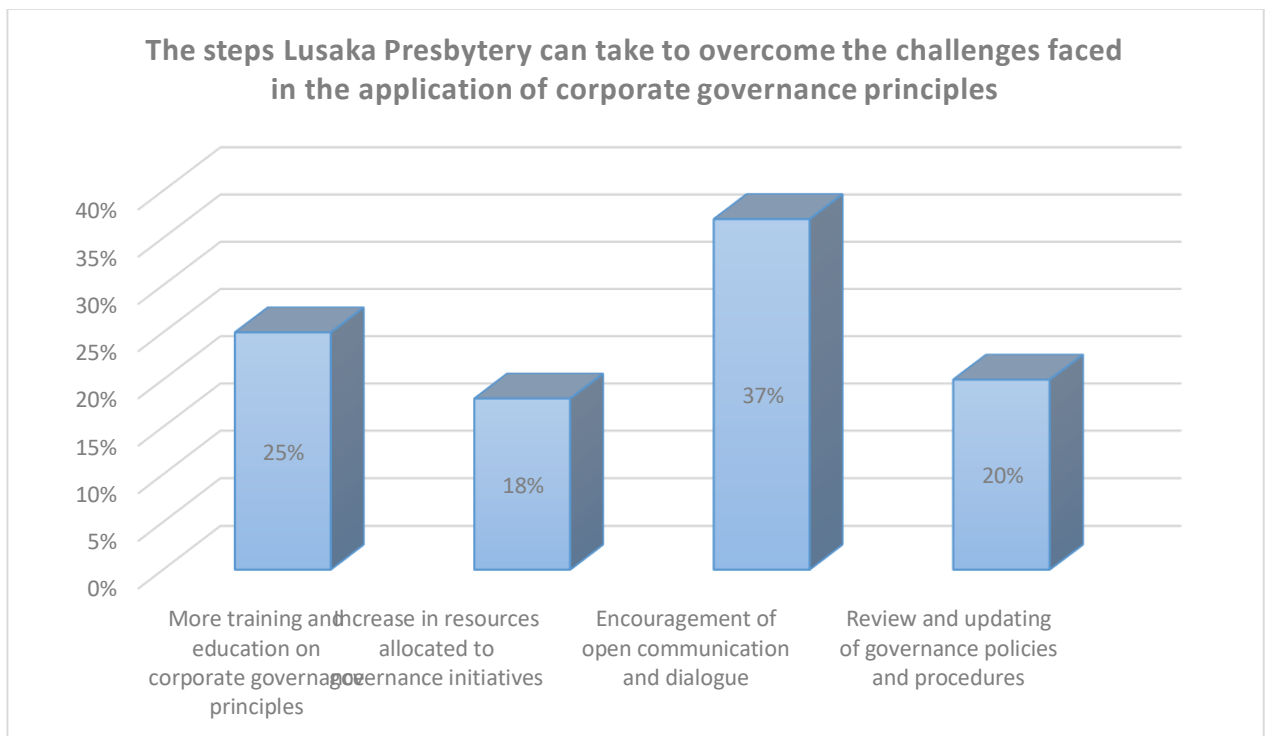 The steps Lusaka Presbytery can take to overcome the challenges faced
in the application of corporate governance principles
40%
35%
30%
25%
20%
15%
10%
5%
0%
25%
18%
37%
20%
More training and
education on
corporate governance
principles
Increase in resources
allocated to
governance initiatives
Encouragement of
open communication
and dialogue
Review and updating
of governance policies
and procedures